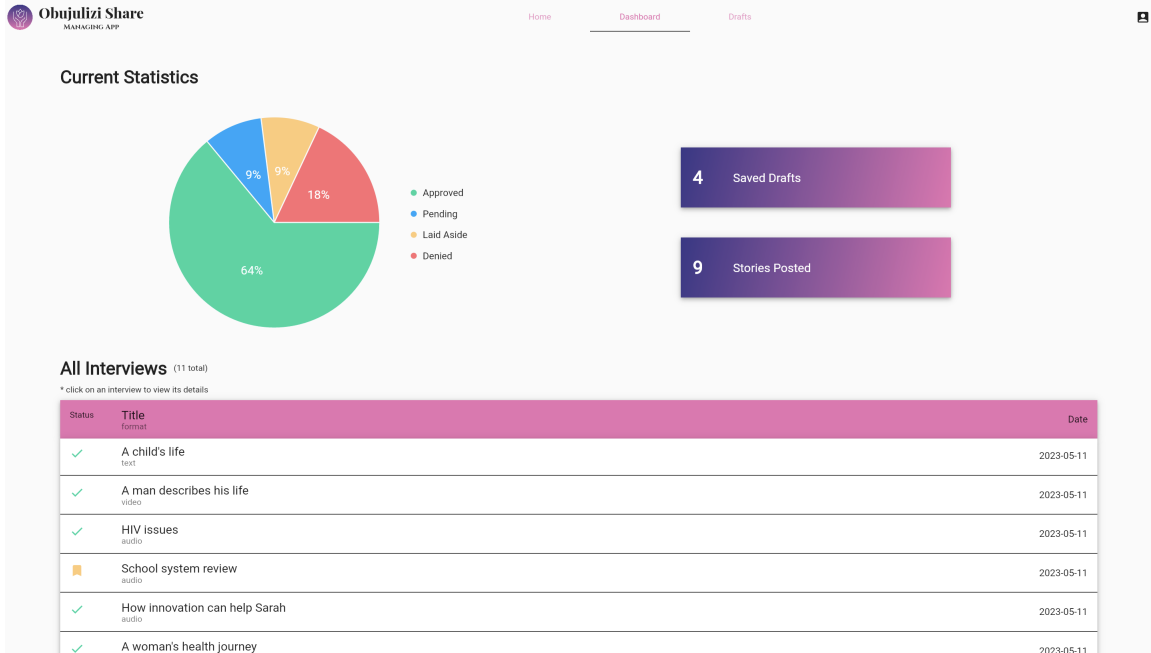 Obujulizi Share
Managing App
Home
Dashboard
Drafts
Current Statistics
9%
9%
18%
64%
Approved
Pending
Laid Aside
Denied
4 Saved Drafts
9 Stories Posted
All Interviews (11 total)
* click on an interview to view its details
Status
Title
format
Date
A child's life
text
2023-05-11
A man describes his life
video
2023-05-11
HIV issues
audio
2023-05-11
School system review
audio
2023-05-11
How innovation can help Sarah
audio
2023-05-11
A woman's health journey
2023-05-11